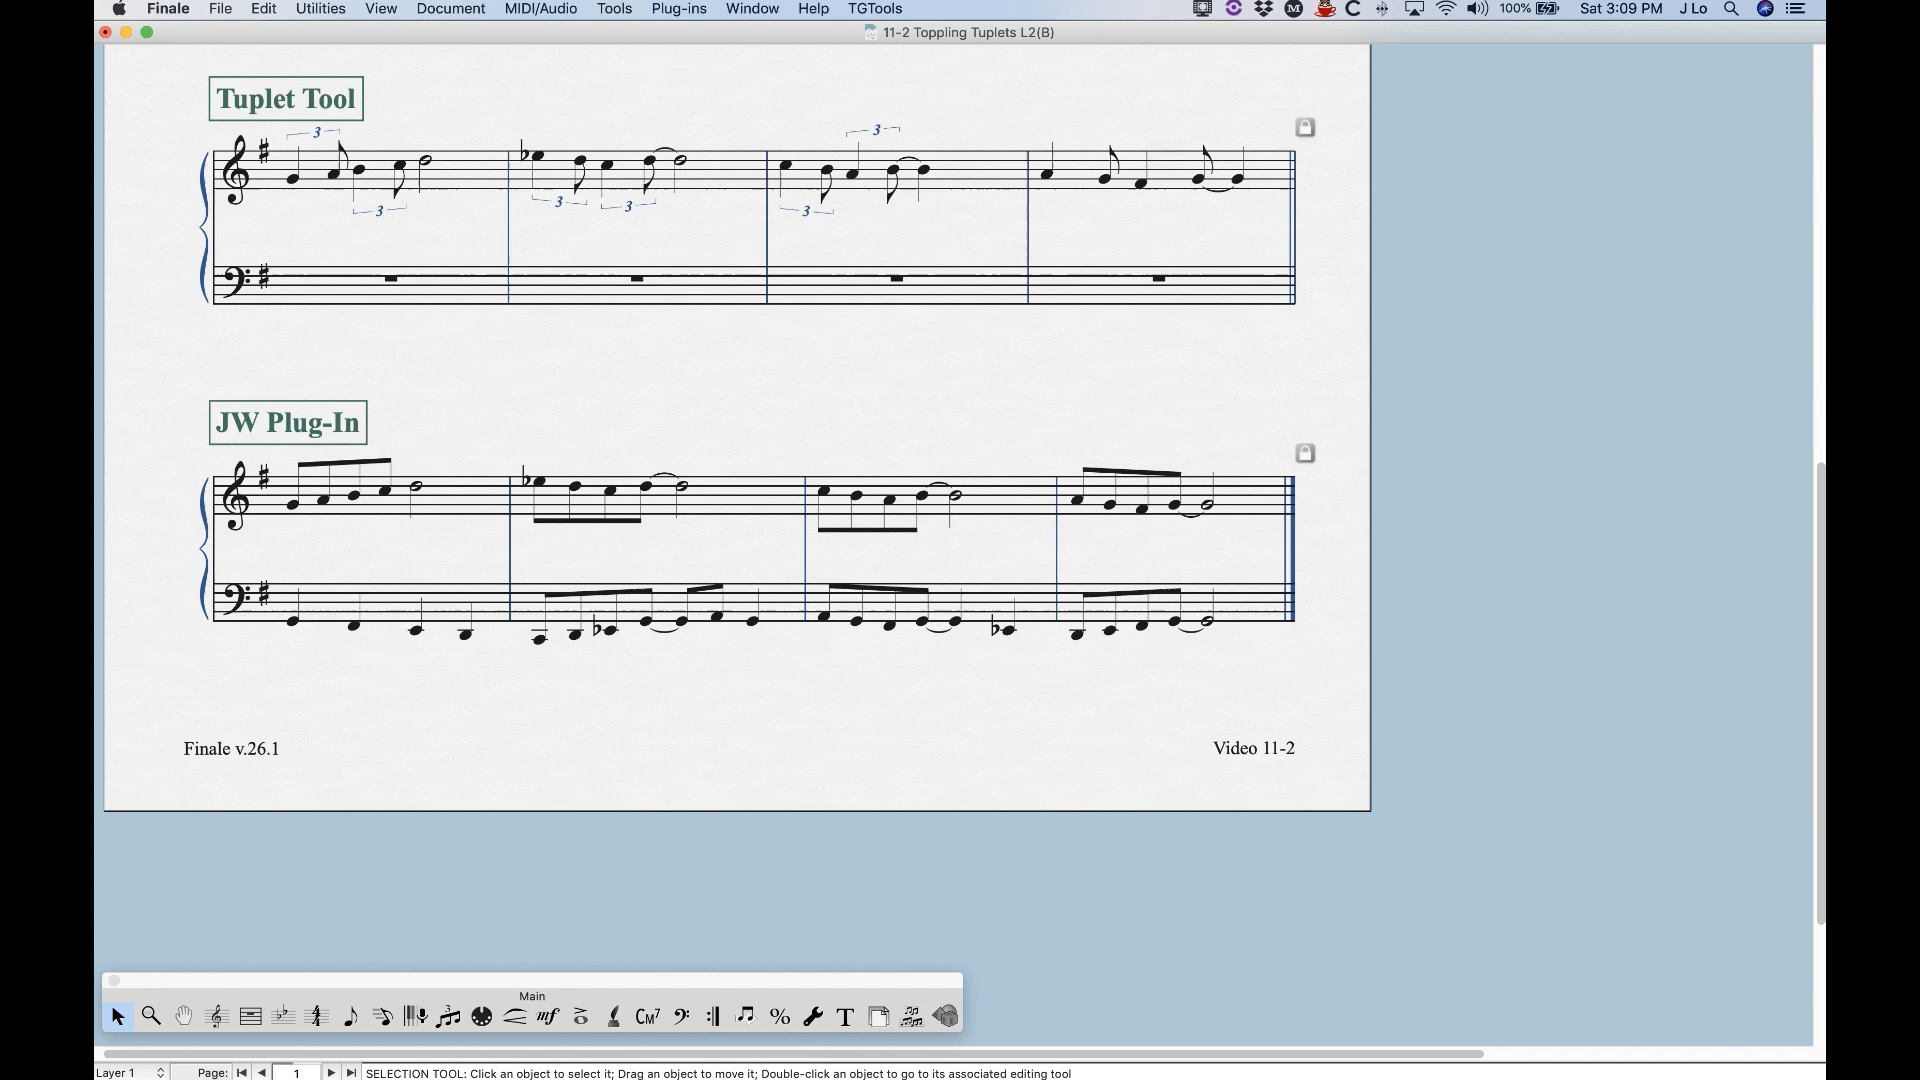 Finale File Edit Utilities View Document MIDI/Audio Tools Plug-ins Window Help TGTools 100% Sat 3:09 PM J Lo
11-2 Toppling Tuplets L2(B)
Tuplet Tool
3 3
3 3 3 3
JW Plug-In
Finale v.26.1 Video 11-2
Main
mf CM7 % T
Layer 1 Page: 1 SELECTION TOOL: Click an object to select it; Drag an object to move it; Double-click an object to go to its associated editing tool